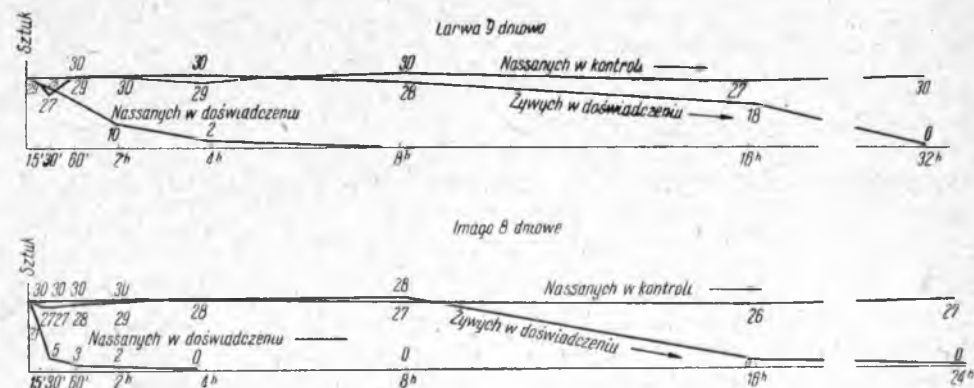 Larwa 9 dniowa
Sztuk
30 30 30
Nassanych w kontroli
29 30 29 28 27 30
27 Nassanych w doświadczeniu
Żywych w doświadczeniu
10 2 18 0
15' 30' 60' 2h 4h 8h 16h 32h
Imago 8 dniowe
Sztuk
30 30 30 30 28
Nassanych w kontroli
27 27 28 29 28 27 26 27
Żywych w doświadczeniu
Nassanych w doświadczeniu
5 3 2 0 0 0
15' 30' 60' 2h 4h 8h 16h 24h